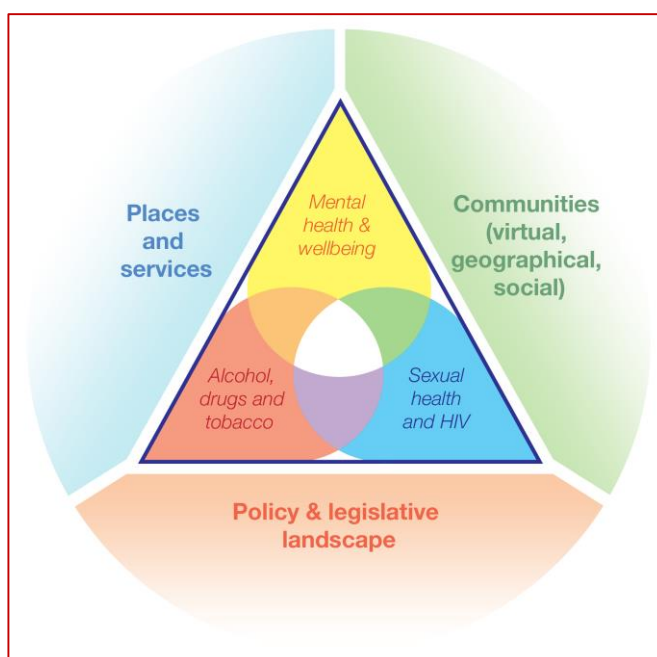 Mental
health &
wellbeing
Places
and
services
Communities
(virtual,
geographical,
social)
Alcohol,
drugs and
tobacco
Sexual
health
and HIV
Policy & legislative
landscape